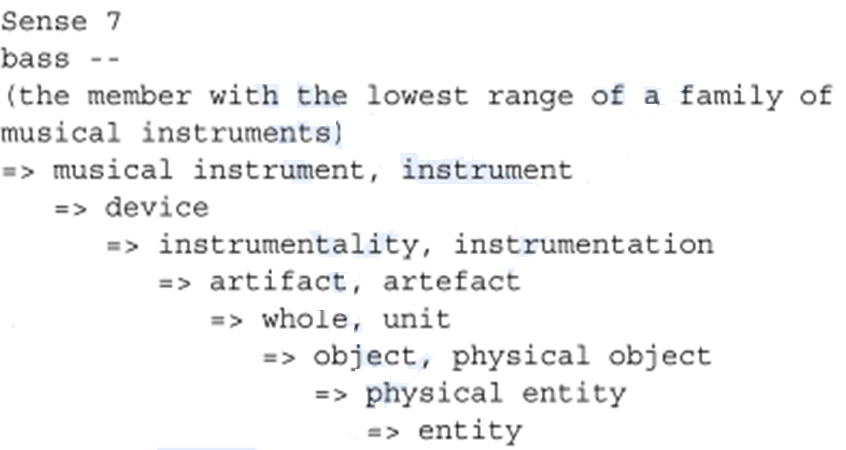 Sense 7
bass --
(the member with the lowest range of a family of
musical instruments)
=> musical instrument, instrument
=> device
=> instrumentality, instrumentation
=> artifact, artefact
=> whole, unit
=> object, physical object
=> physical entity
=> entity